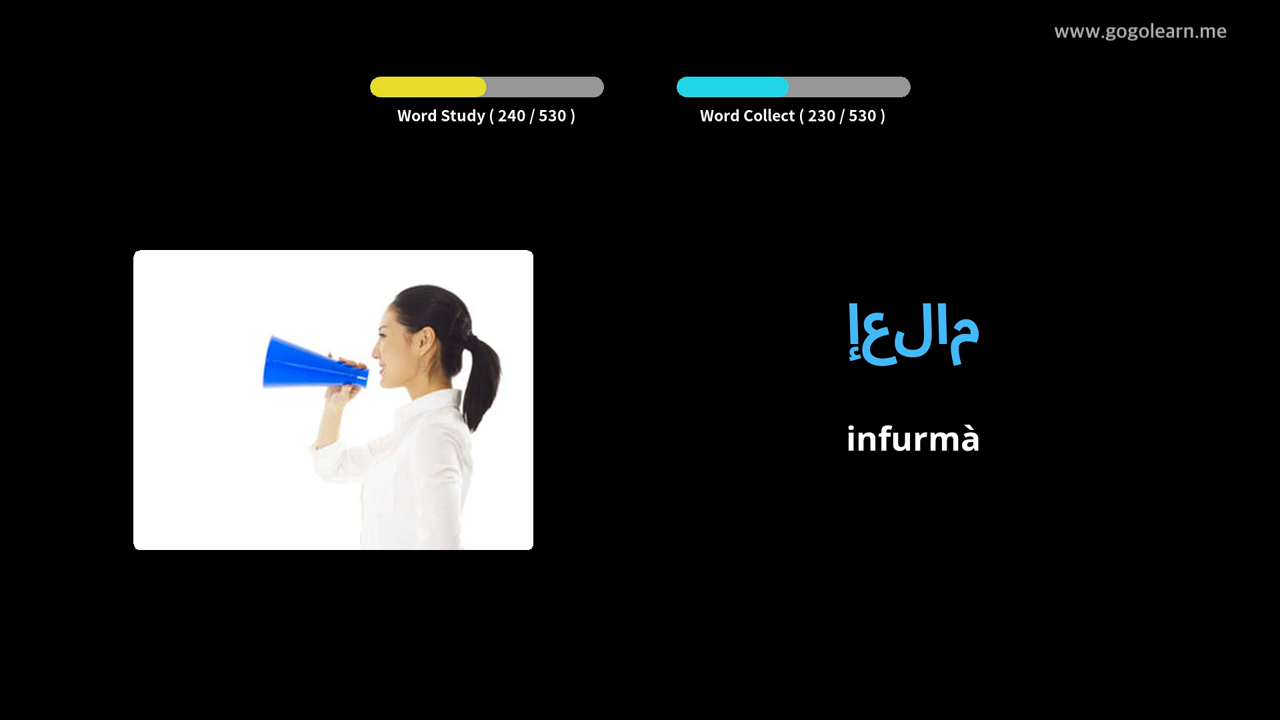 www.gogolearn.me
Word Study ( 240 / 530 )
Word Collect ( 230 / 530 )
إعلام
infurmà